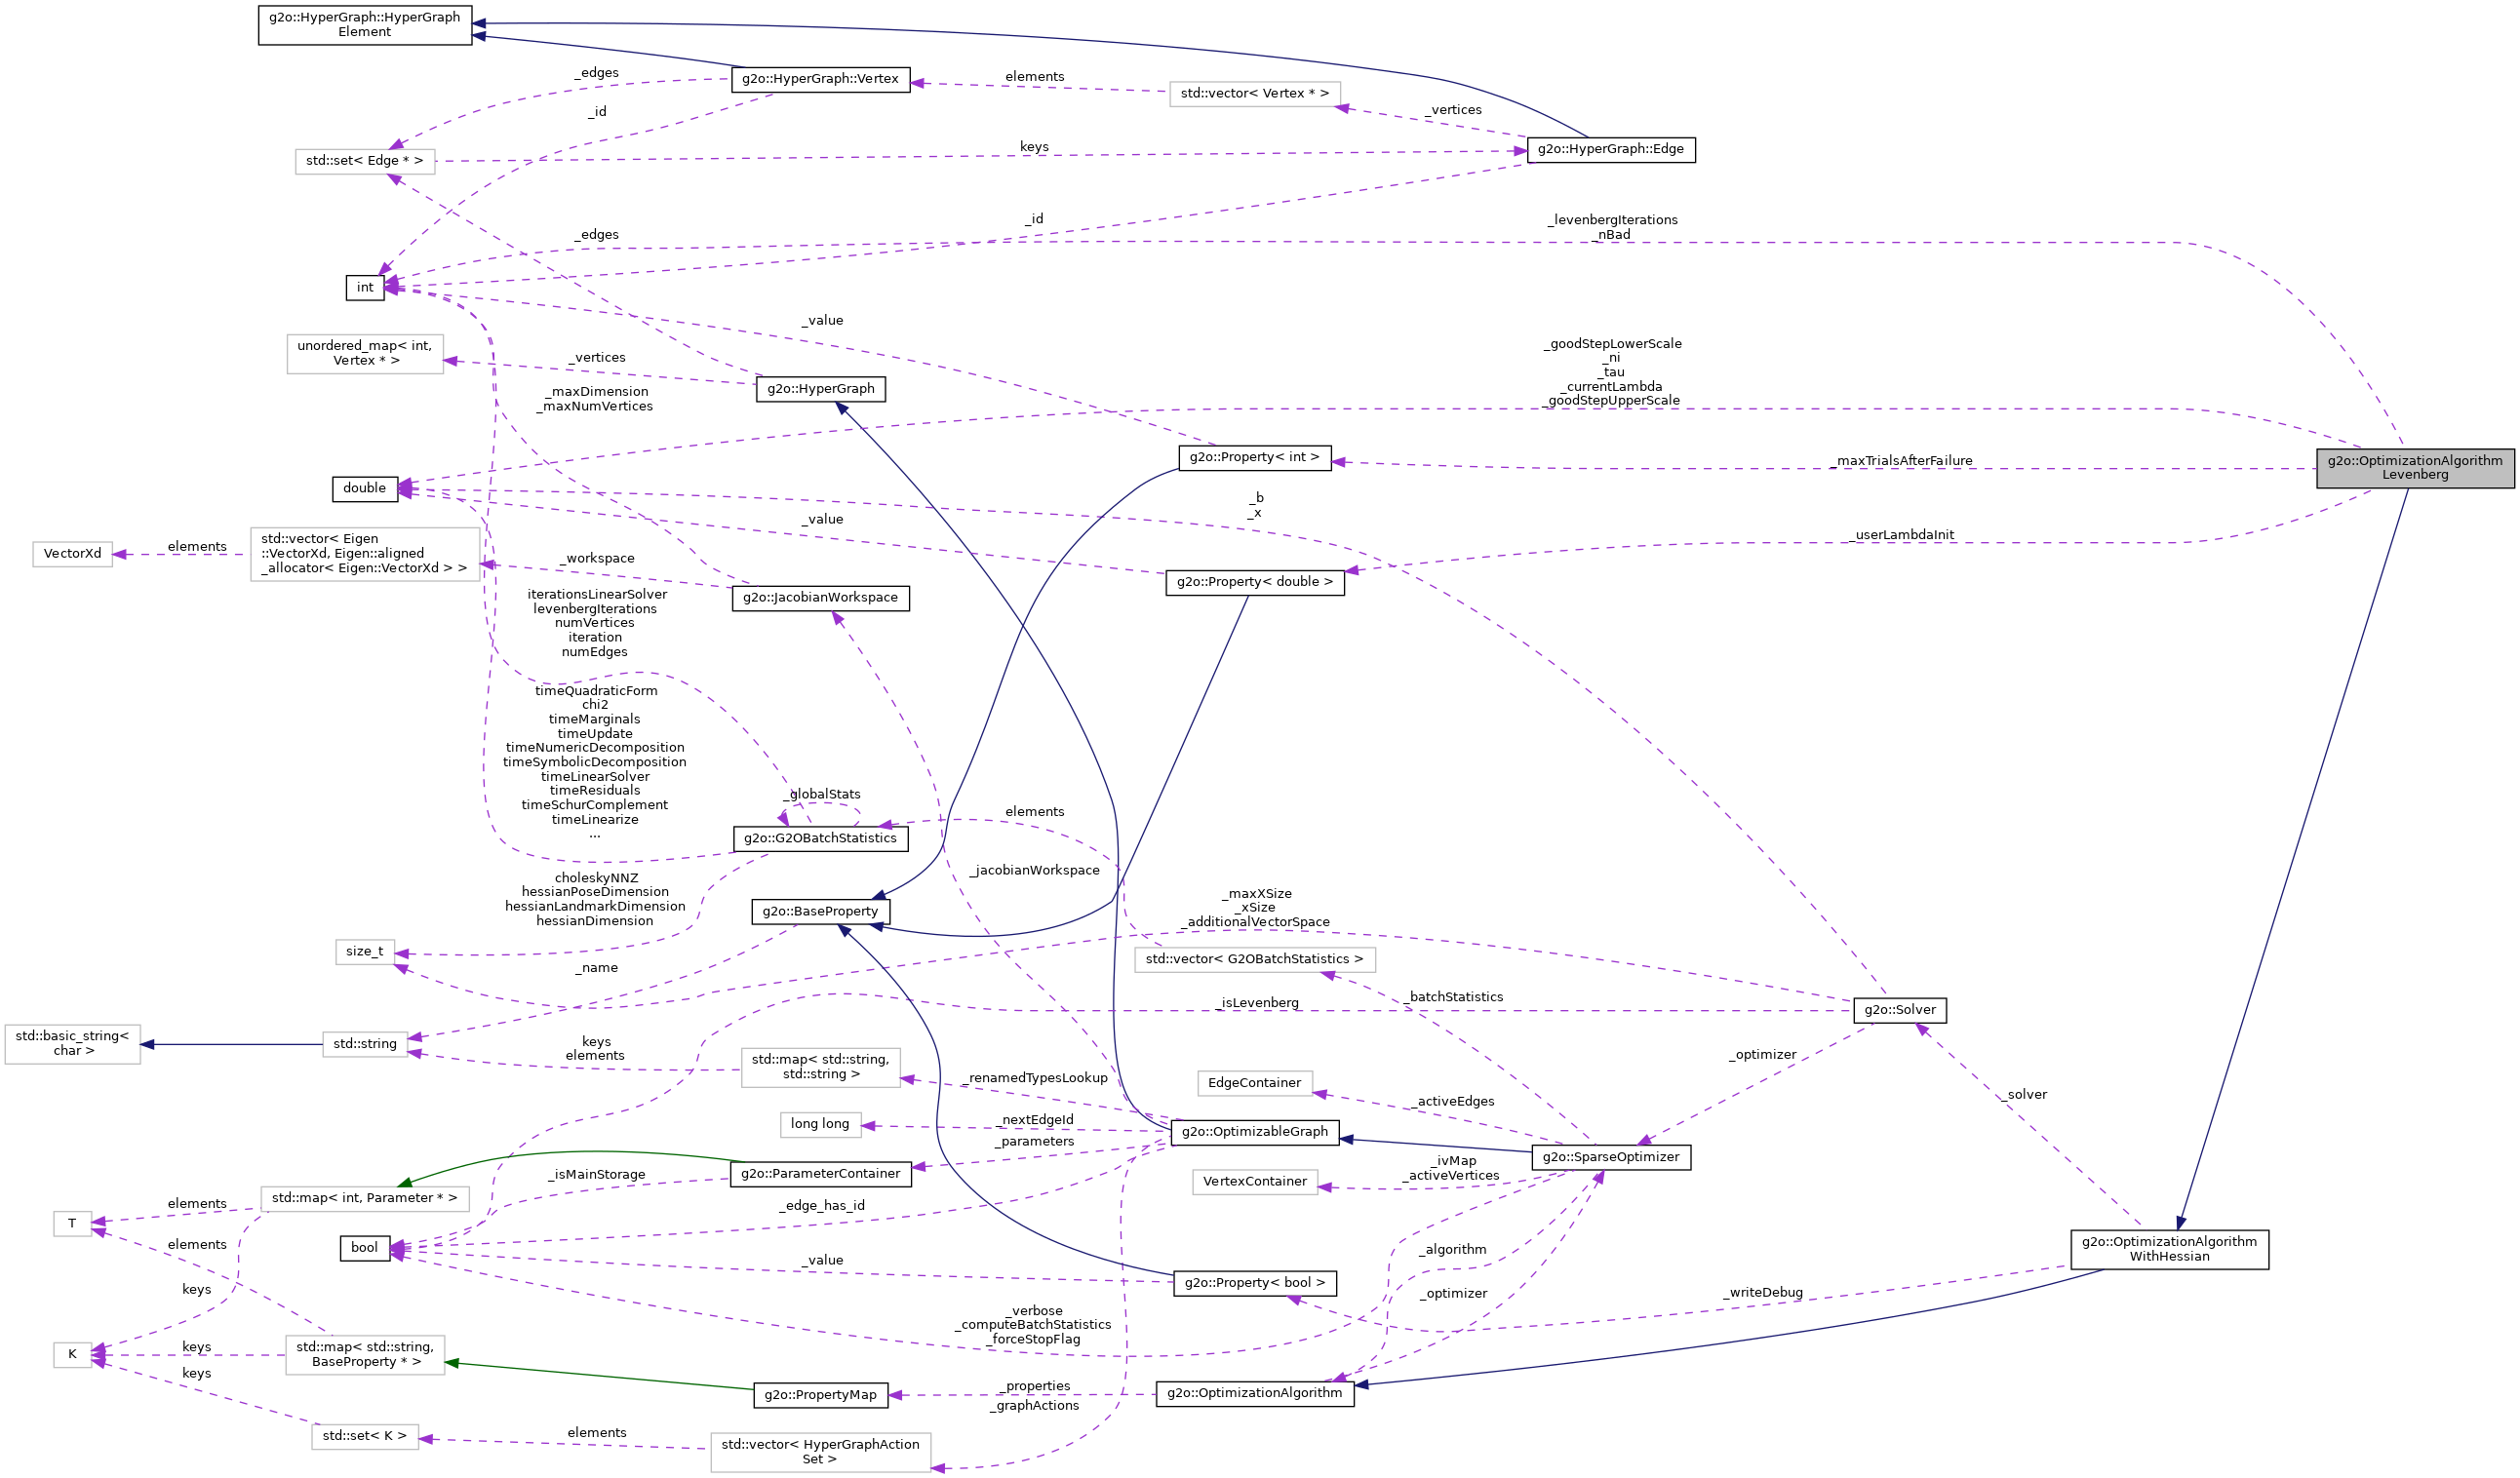 g2o::HyperGraph::HyperGraph
Element
_edges
g2o::HyperGraph::Vertex
elements
std::vector< Vertex * >
_vertices
_id
std::set< Edge * >
keys
g2o::HyperGraph::Edge
_id
_levenbergIterations
_nBad
_edges
int
_value
unordered_map< int,
Vertex * >
_vertices
g2o::HyperGraph
_maxDimension
_maxNumVertices
_goodStepLowerScale
_ni
_tau
_currentLambda
_goodStepUpperScale
g2o::Property< int >
_maxTrialsAfterFailure
g2o::OptimizationAlgorithm
Levenberg
double
_b
_x
_value
_userLambdaInit
VectorXd
elements
std::vector< Eigen
::VectorXd, Eigen::aligned
_allocator< Eigen::VectorXd > >
_workspace
g2o::JacobianWorkspace
g2o::Property< double >
iterationsLinearSolver
levenbergIterations
numVertices
iteration
numEdges
timeQuadraticForm
chi2
timeMarginals
timeUpdate
timeNumericDecomposition
timeSymbolicDecomposition
timeLinearSolver
timeResiduals
timeSchurComplement
timeLinearize
...
_globalStats
g2o::G2OBatchStatistics
elements
_jacobianWorkspace
choleskyNNZ
hessianPoseDimension
hessianLandmarkDimension
hessianDimension
g2o::BaseProperty
_maxXSize
_xSize
_additionalVectorSpace
size_t
_name
std::vector< G2OBatchStatistics >
_batchStatistics
_isLevenberg
g2o::Solver
std::basic_string<
char >
std::string
keys
elements
std::map< std::string,
std::string >
_renamedTypesLookup
EdgeContainer
_optimizer
_activeEdges
_solver
long long
_nextEdgeId
_parameters
g2o::OptimizableGraph
g2o::SparseOptimizer
g2o::ParameterContainer
_isMainStorage
_ivMap
_activeVertices
VertexContainer
std::map< int, Parameter * >
elements
T
_edge_has_id
elements
bool
_algorithm
g2o::OptimizationAlgorithm
WithHessian
_value
g2o::Property< bool >
_optimizer
_writeDebug
keys
_verbose
_computeBatchStatistics
_forceStopFlag
K
keys
std::map< std::string,
BaseProperty * >
keys
g2o::PropertyMap
_properties
g2o::OptimizationAlgorithm
_graphActions
std::set< K >
elements
std::vector< HyperGraphAction
Set >